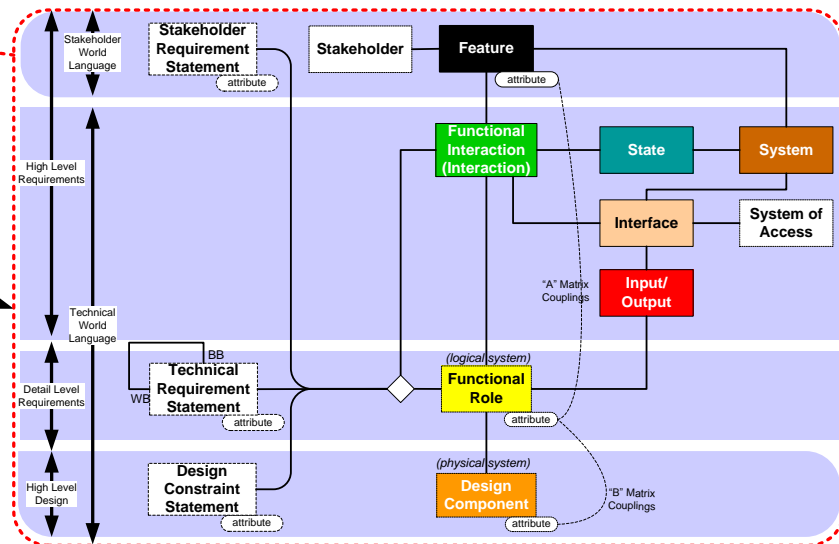 Stakeholder
World
Language
Stakeholder
Requirement
Statement
attribute
Stakeholder
Feature
attribute
High Level
Requirements
Functional
Interaction
(Interaction)
State
System
Interface
System of
Access
"A" Matrix
Couplings
Input/
Output
Technical
World
Language
Detail Level
Requirements
BB
WB
Technical
Requirement
Statement
attribute
(logical system)
Functional
Role
attribute
High Level
Design
Design
Constraint
Statement
attribute
(physical system)
Design
Component
attribute
"B" Matrix
Couplings